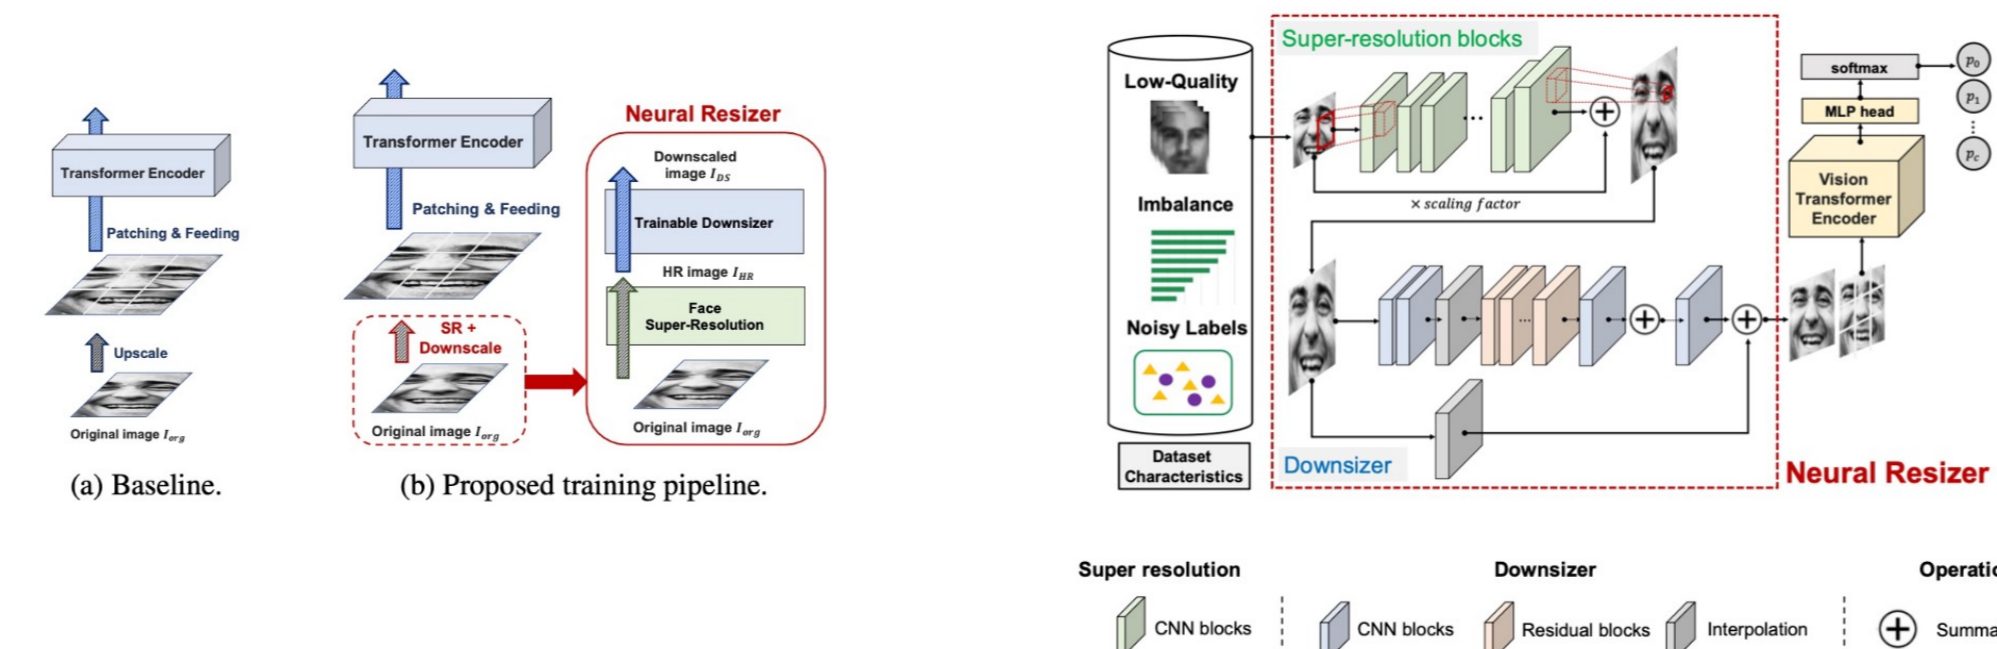 Transformer Encoder
Patching & Feeding
Upscale
Original image I_org
(a) Baseline.
Transformer Encoder
Patching & Feeding
SR +
Downscale
Original image I_org
Neural Resizer
Downscaled
image I_DS
Trainable Downsizer
HR image I_HR
Face
Super-Resolution
Original image I_org
(b) Proposed training pipeline.
Low-Quality
Imbalance
Noisy Labels
Dataset
Characteristics
Super-resolution blocks
...
× scaling factor
...
Downsizer
Neural Resizer
softmax
MLP head
Vision
Transformer
Encoder
p_0
p_1
⋮
p_c
Super resolution
CNN blocks
Downsizer
CNN blocks
Residual blocks
Interpolation
Operatio
Summa